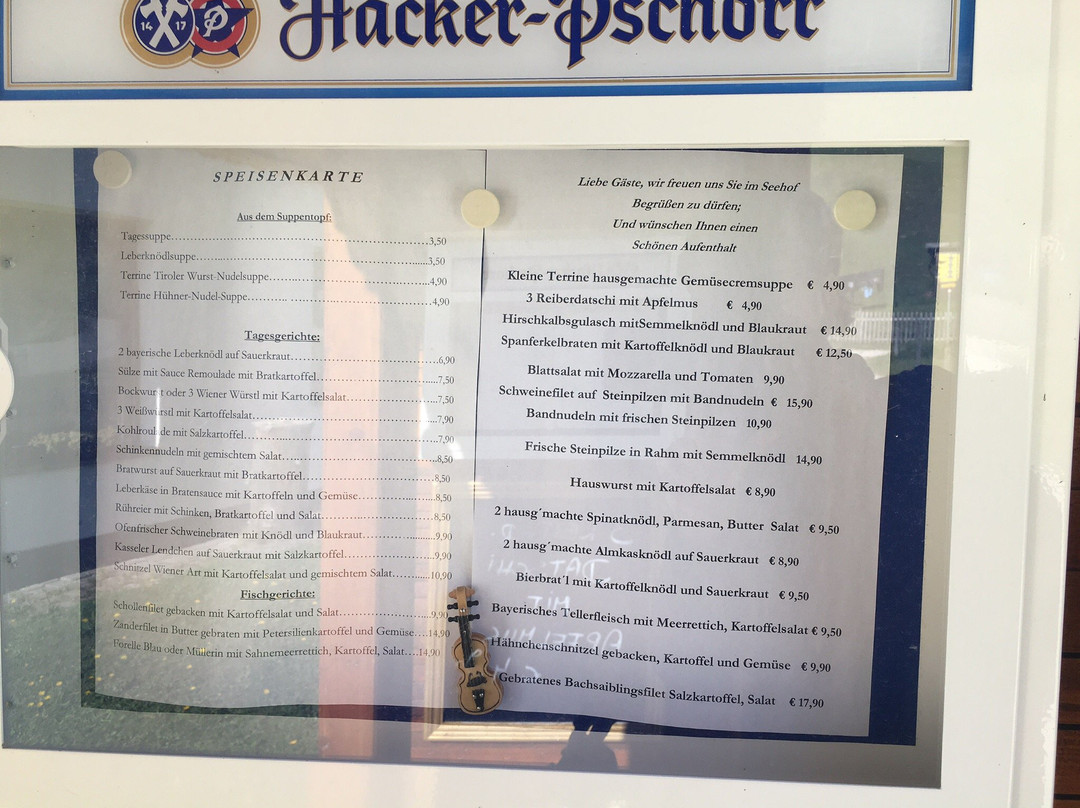 14 17
P
Hacker-Pschorr
SPEISENKARTE
Aus dem Suppentopf:
Tagessuppe……………………………………………………..3,50
Leberknödlsuppe………………………………………………......3,50
Terrine Tiroler Wurst-Nudelsuppe………………………………...4,90
Terrine Hühner-Nudel-Suppe………..……………………………..4,90
Tagesgerichte:
2 bayerische Leberknödl auf Sauerkraut…………………………...6,90
Sülze mit Sauce Remoulade mit Bratkartoffel……………………....7,50
Bockwurst oder 3 Wiener Würstl mit Kartoffelsalat………………...7,50
3 Weißwürstl mit Kartoffelsalat…………………………………...7,90
Kohlroulade mit Salzkartoffel……………………………………...7,90
Schinkennudeln mit gemischtem Salat……………………………...8,50
Bratwurst auf Sauerkraut mit Bratkartoffel………………………...8,50
Leberkäse in Bratensauce mit Kartoffeln und Gemüse……………....8,50
Rühreier mit Schinken, Bratkartoffel und Salat……………………..8,50
Ofenfrischer Schweinebraten mit Knödl und Blaukraut…………....9,90
Kasseler Lendchen auf Sauerkraut mit Salzkartoffel………………..9,90
Schnitzel Wiener Art mit Kartoffelsalat und gemischtem Salat…......10,90
Fischgerichte:
Schollenfilet gebacken mit Kartoffelsalat und Salat………………...9,90
Zanderfilet in Butter gebraten mit Petersilienkartoffel und Gemüse….14,90
Forelle Blau oder Müllerin mit Sahnemeerrettich, Kartoffel, Salat….14,90
Liebe Gäste, wir freuen uns Sie im Seehof
Begrüßen zu dürfen;
Und wünschen Ihnen einen
Schönen Aufenthalt
Kleine Terrine hausgemachte Gemüsecremsuppe € 4,90
3 Reiberdatschi mit Apfelmus € 4,90
Hirschkalbsgulasch mitSemmelknödl und Blaukraut € 14,90
Spanferkelbraten mit Kartoffelknödl und Blaukraut € 12,50
Blattsalat mit Mozzarella und Tomaten 9,90
Schweinefilet auf Steinpilzen mit Bandnudeln € 15,90
Bandnudeln mit frischen Steinpilzen 10,90
Frische Steinpilze in Rahm mit Semmelknödl 14,90
Hauswurst mit Kartoffelsalat € 8,90
2 hausg´machte Spinatknödl, Parmesan, Butter Salat € 9,50
2 hausg´machte Almkasknödl auf Sauerkraut € 8,90
Bierbrat´l mit Kartoffelknödl und Sauerkraut € 9,50
Bayerisches Tellerfleisch mit Meerrettich, Kartoffelsalat € 9,50
Hähnchenschnitzel gebacken, Kartoffel und Gemüse € 9,90
Gebratenes Bachsaiblingsfilet Salzkartoffel, Salat € 17,90